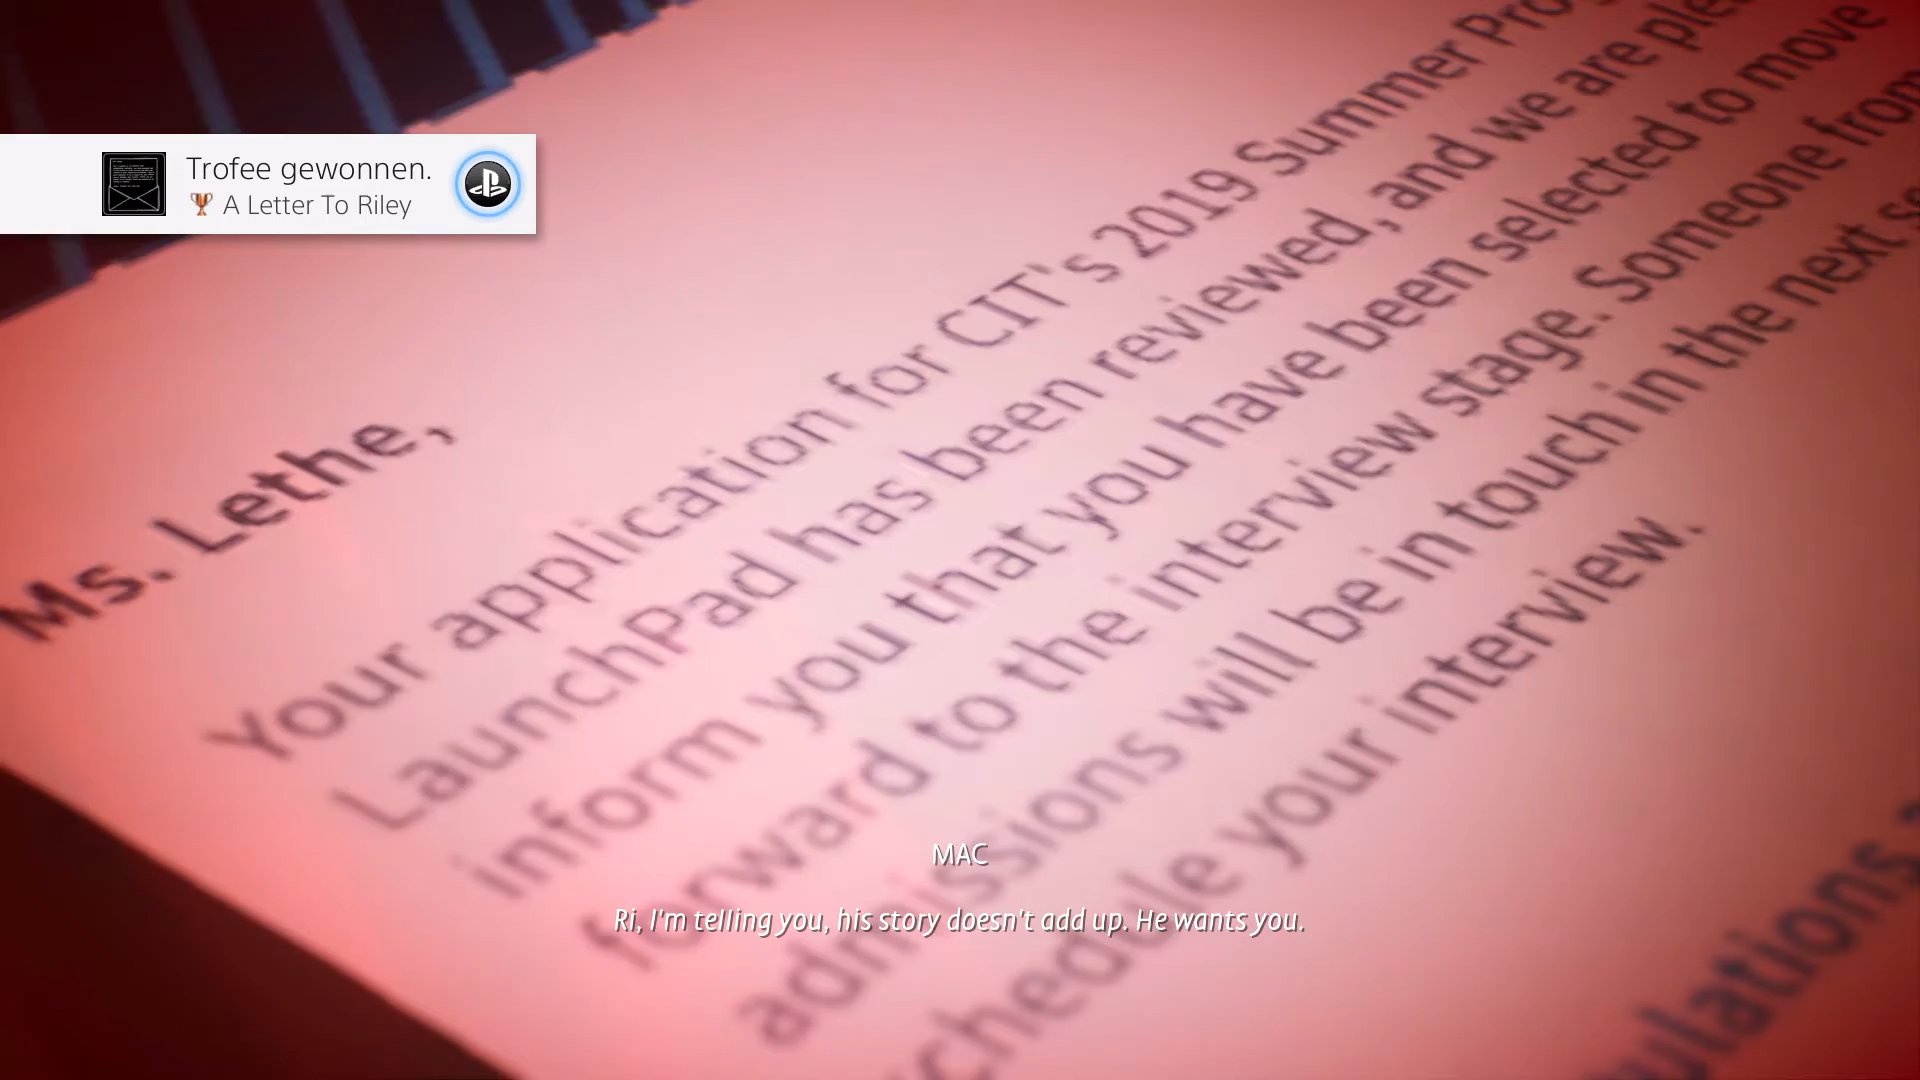 Trofee gewonnen.
A Letter To Riley
Ms. Lethe,
Your application for CIT's 2019 Summer
LaunchPad has been reviewed, and we are
inform you that you have been selected to move
forward to the interview stage. Someone from
admissions will be in touch in the next
schedule your interview.
MAC
Ri, I'm telling you, his story doesn't add up. He wants you.